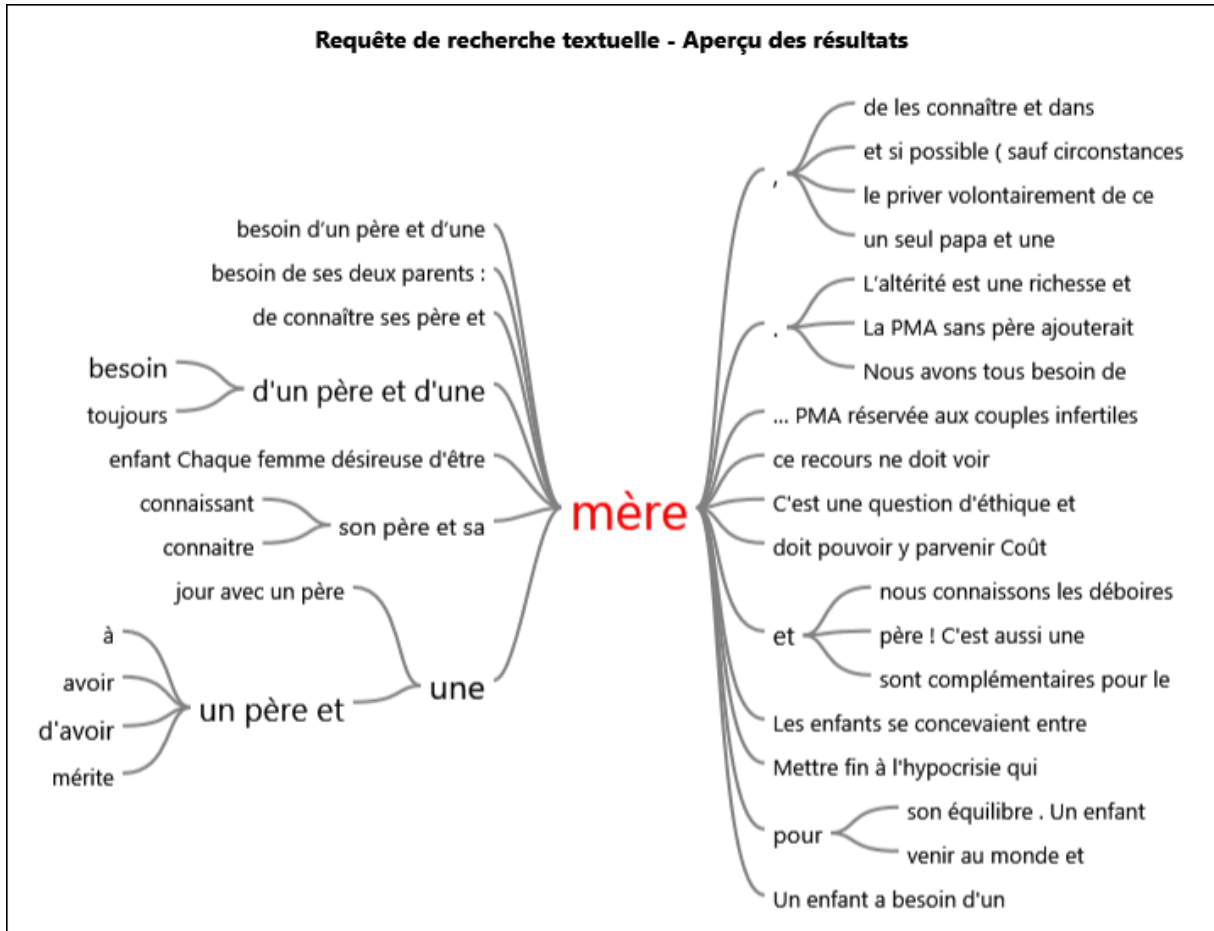 Requête de recherche textuelle - Aperçu des résultats
besoin d’un père et d’une
besoin de ses deux parents :
de connaître ses père et
besoin
toujours
d'un père et d'une
enfant Chaque femme désireuse d'être
connaissant
connaitre
son père et sa
jour avec un père
à
avoir
d'avoir
mérite
un père et
une
mère
,
de les connaître et dans
et si possible ( sauf circonstances
le priver volontairement de ce
un seul papa et une
.
L’altérité est une richesse et
La PMA sans père ajouterait
Nous avons tous besoin de
... PMA réservée aux couples infertiles
ce recours ne doit voir
C'est une question d'éthique et
doit pouvoir y parvenir Coût
et
nous connaissons les déboires
père ! C'est aussi une
sont complémentaires pour le
Les enfants se concevaient entre
Mettre fin à l'hypocrisie qui
pour
son équilibre . Un enfant
venir au monde et
Un enfant a besoin d'un